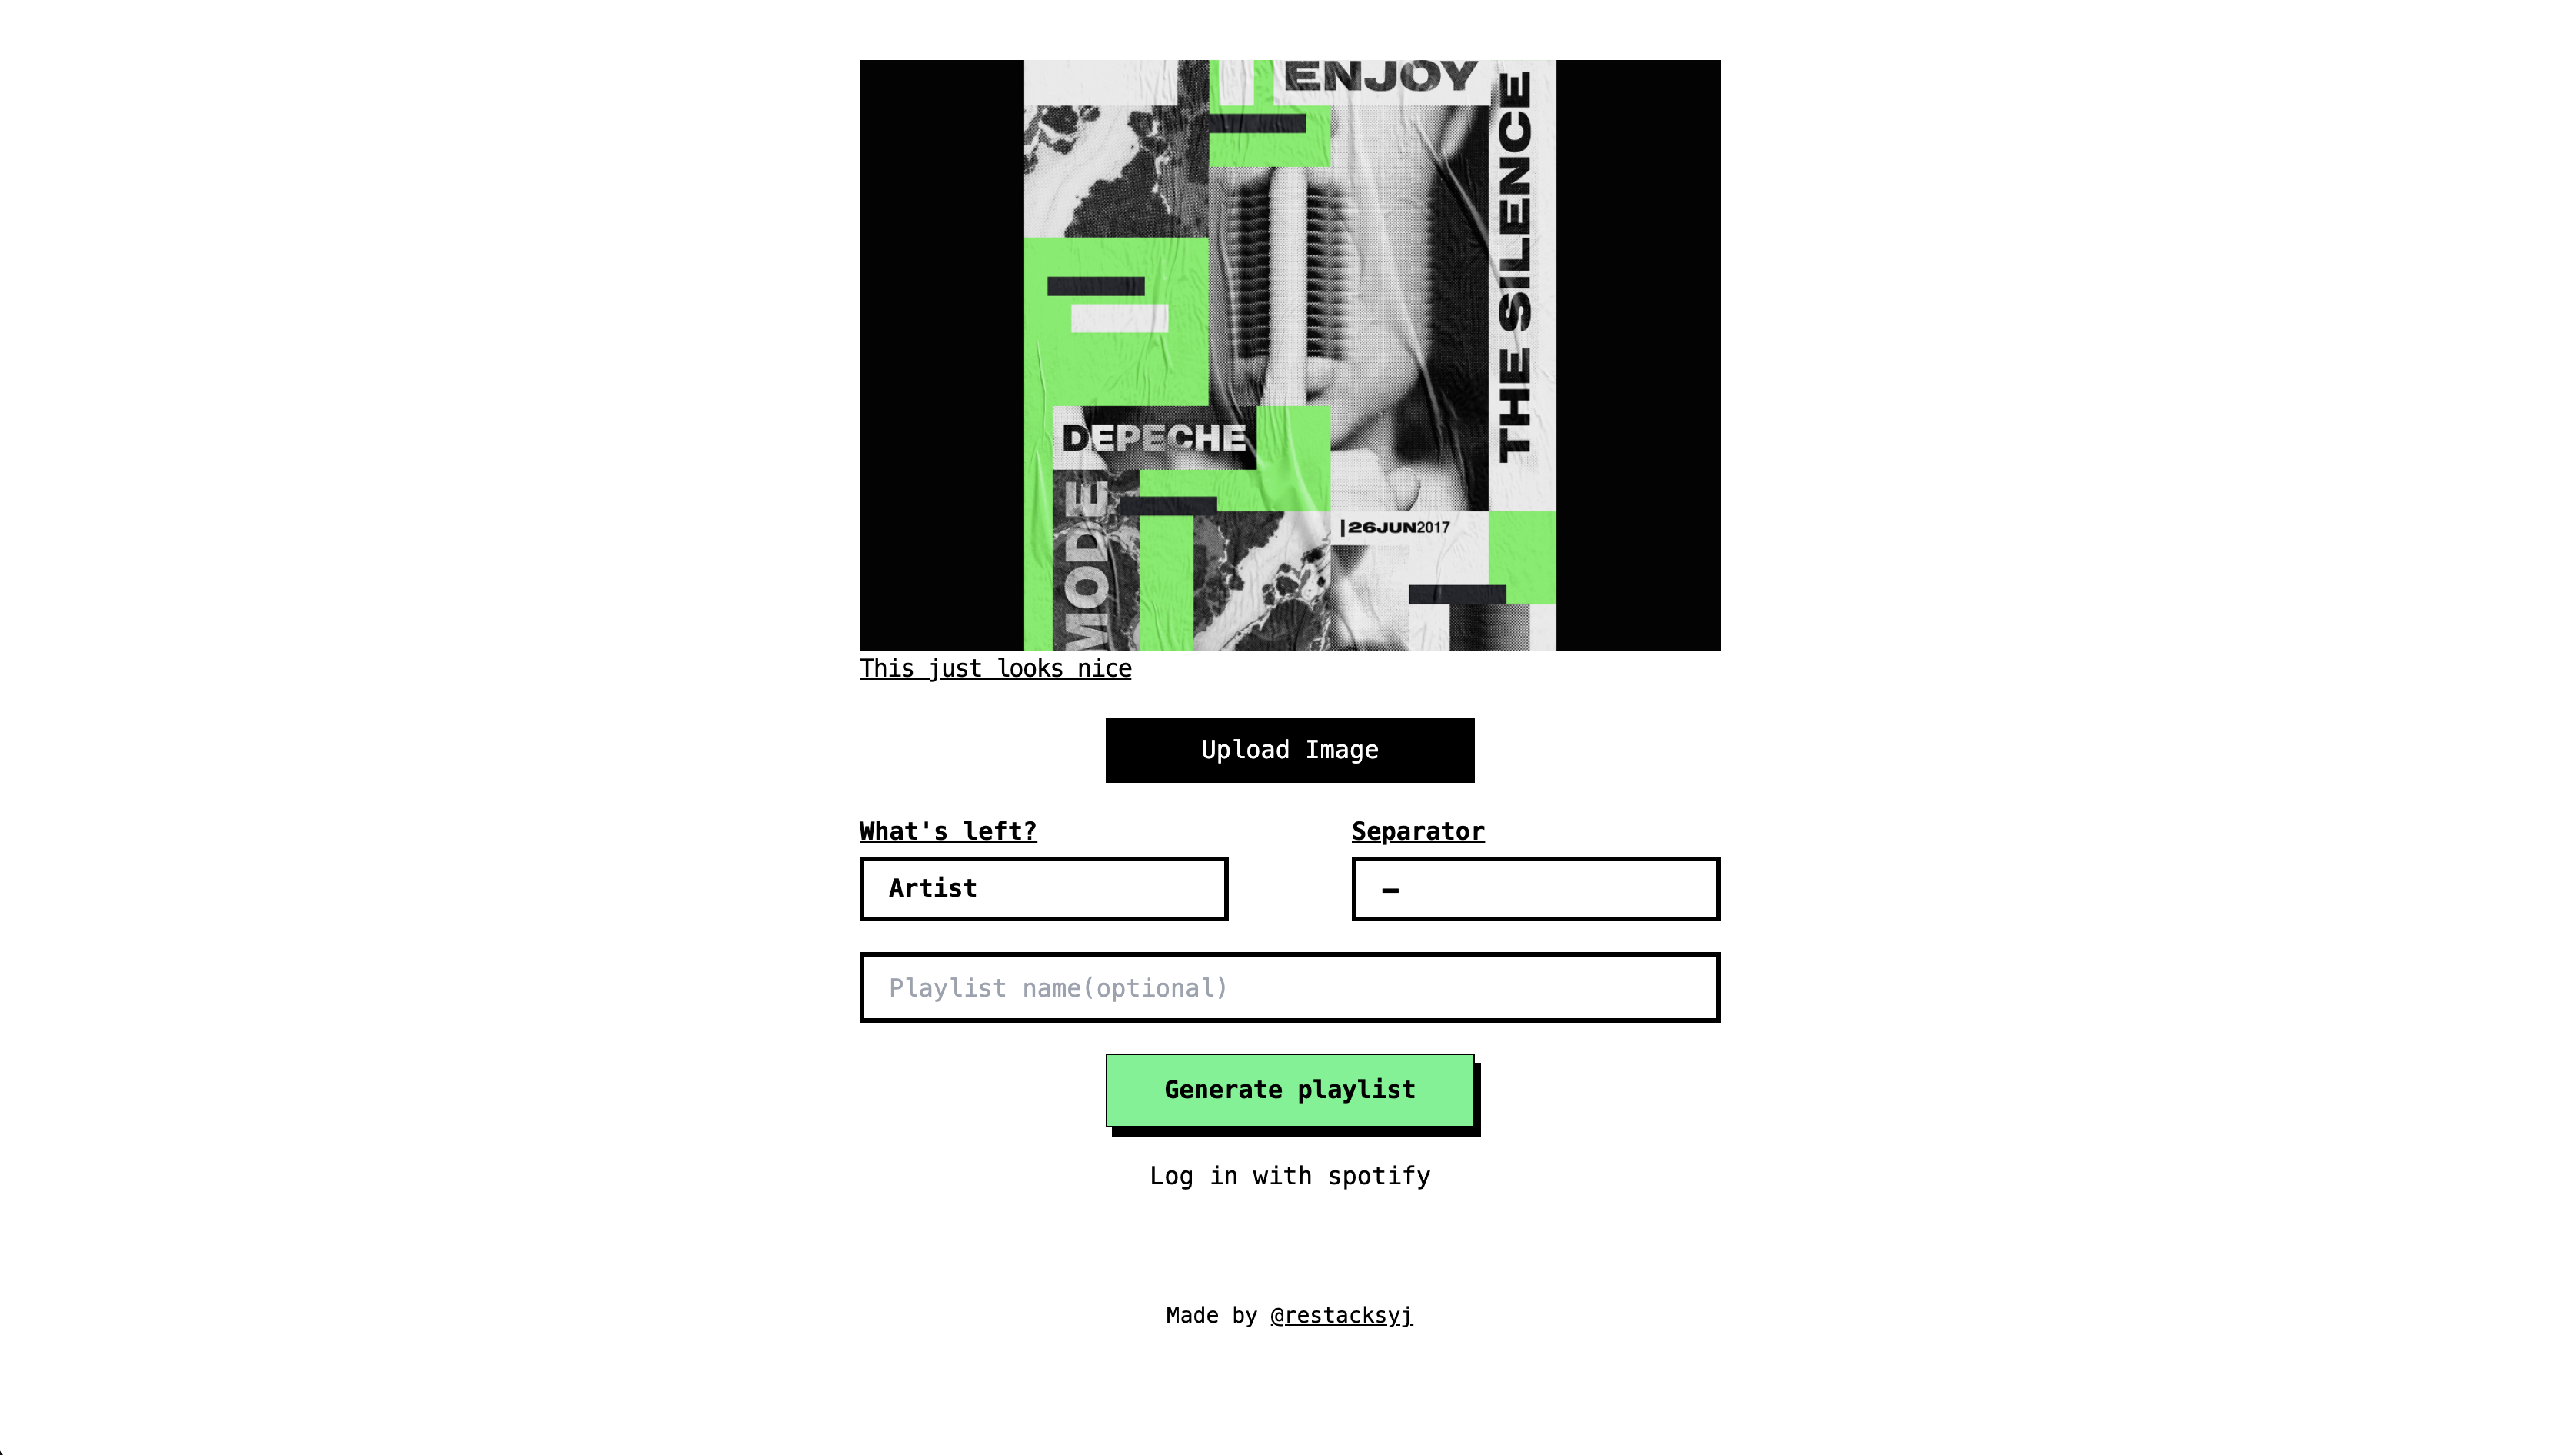 ENJOY
THE SILENCE
DEPECHE
MODE
|26JUN2017
This just looks nice
Upload Image
What's left?
Separator
Artist
–
Playlist name(optional)
Generate playlist
Log in with spotify
Made by @restacksyj